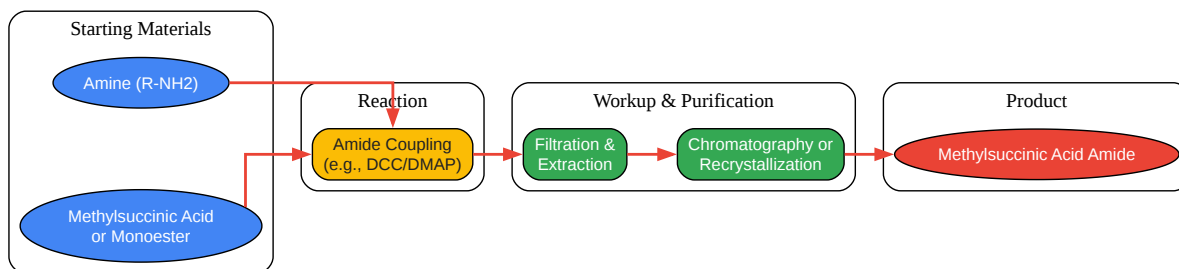 Starting Materials
Amine (R-NH2)
Methylsuccinic Acid
or Monoester
Reaction
Amide Coupling
(e.g., DCC/DMAP)
Workup & Purification
Filtration &
Extraction
Chromatography or
Recrystallization
Product
Methylsuccinic Acid Amide